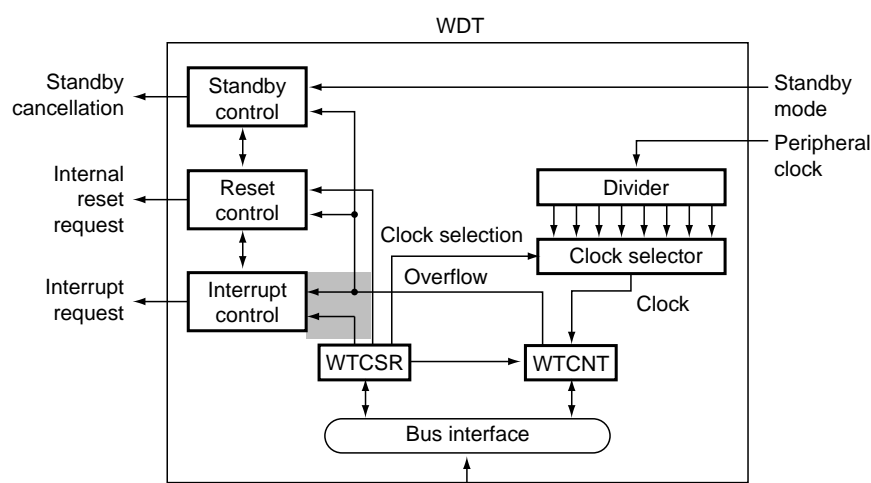 WDT
Standby
cancellation
Standby
control
Standby
mode
Peripheral
clock
Internal
reset
request
Reset
control
Divider
Clock selection
Clock selector
Interrupt
request
Interrupt
control
Overflow
Clock
WTCSR
WTCNT
Bus interface